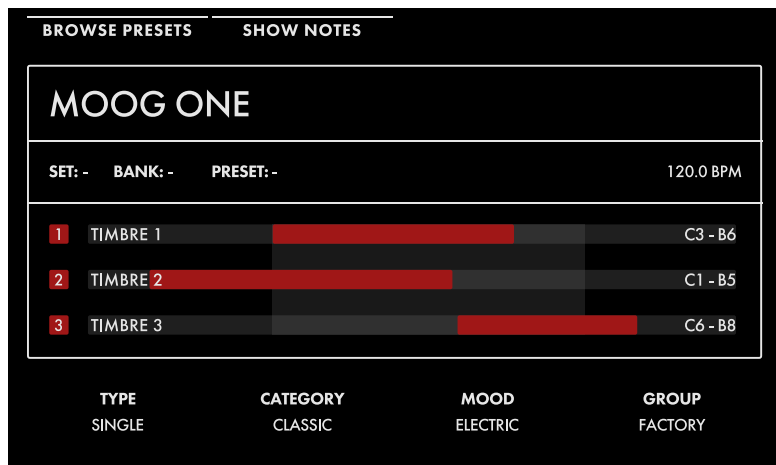 BROWSE PRESETS SHOW NOTES
MOOG ONE
SET: - BANK: - PRESET: - 120.0 BPM
1 TIMBRE 1 C3 - B6
2 TIMBRE 2 C1 - B5
3 TIMBRE 3 C6 - B8
TYPE CATEGORY MOOD GROUP
SINGLE CLASSIC ELECTRIC FACTORY